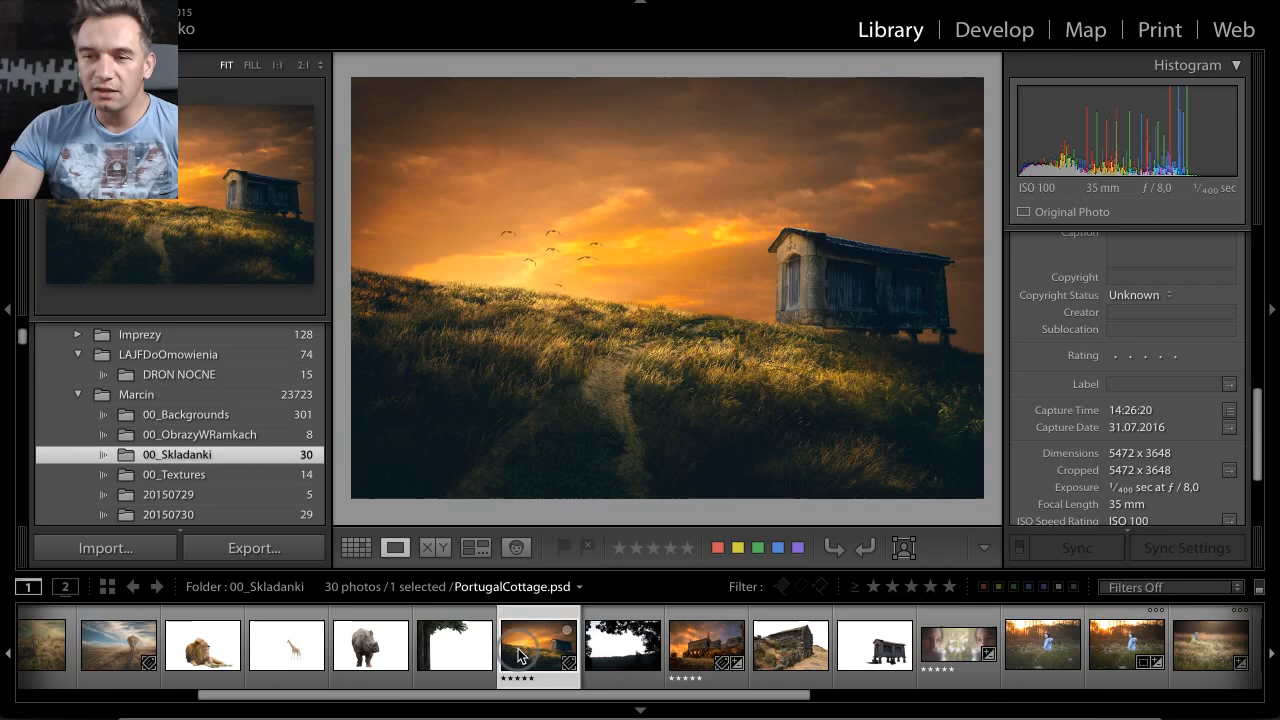 015
ko
Library | Develop | Map | Print | Web
FIT FILL 1:1 2:1
Histogram
ISO 100 35 mm ƒ / 8,0 1/400 sec
Original Photo
Caption
Copyright
Copyright Status Unknown
Creator
Sublocation
Rating
Label
Capture Time 14:26:20
Capture Date 31.07.2016
Dimensions 5472 x 3648
Cropped 5472 x 3648
Exposure 1/400 sec at ƒ / 8,0
Focal Length 35 mm
ISO Speed Rating ISO 100
Imprezy 128
LAJFDoOmowienia 74
DRON NOCNE 15
Marcin 23723
00_Backgrounds 301
00_ObrazyWRamkach 8
00_Skladanki 30
00_Textures 14
20150729 5
20150730 29
Import... Export...
X Y
Sync Sync Settings
1 2 Folder : 00_Skladanki 30 photos / 1 selected / PortugalCottage.psd Filter : ≥ Filters Off